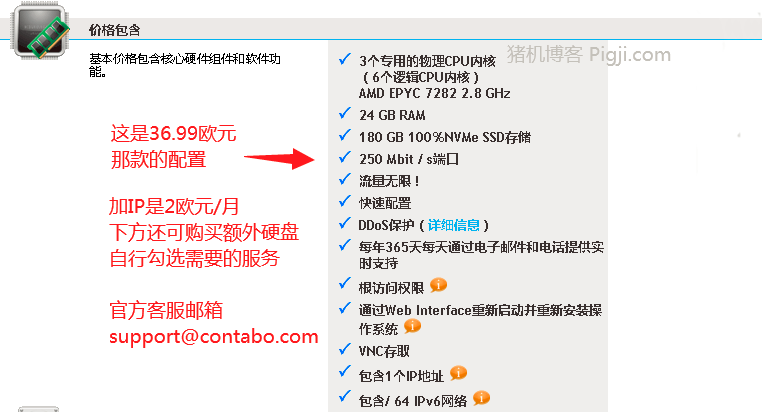 价格包含
猪机博客 Pigji.com
基本价格包含核心硬件组件和软件功
能。
3个专用的物理CPU内核
（6个逻辑CPU内核）
AMD EPYC 7282 2.8 GHz
24 GB RAM
180 GB 100%NVMe SSD存储
250 Mbit / s端口
流量无限！
快速配置
DDoS保护（详细信息）
每年365天每天通过电子邮件和电话提供实
时支持
根访问权限
通过Web Interface重新启动并重新安装操
作系统
VNC存取
包含1个IP地址
包含/ 64 IPv6网络
这是36.99欧元
那款的配置
加IP是2欧元/月
下方还可购买额外硬盘
自行勾选需要的服务
官方客服邮箱
support@contabo.com